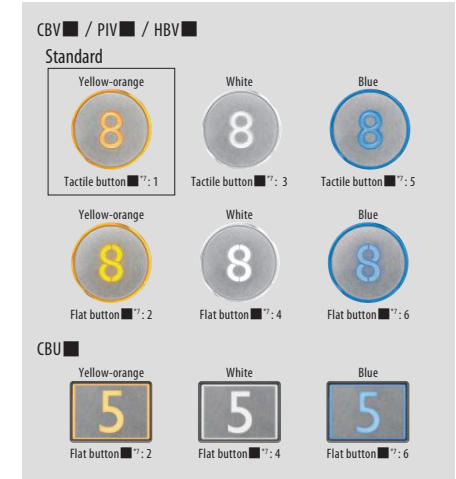 CBV■ / PIV■ / HBV■
Standard
Yellow-orange White Blue
8 8 8
Tactile button■*7: 1 Tactile button■*7: 3 Tactile button■*7: 5
Yellow-orange White Blue
8 8 8
Flat button■*7: 2 Flat button■*7: 4 Flat button■*7: 6
CBU■
Yellow-orange White Blue
5 5 5
Flat button■*7: 2 Flat button■*7: 4 Flat button■*7: 6